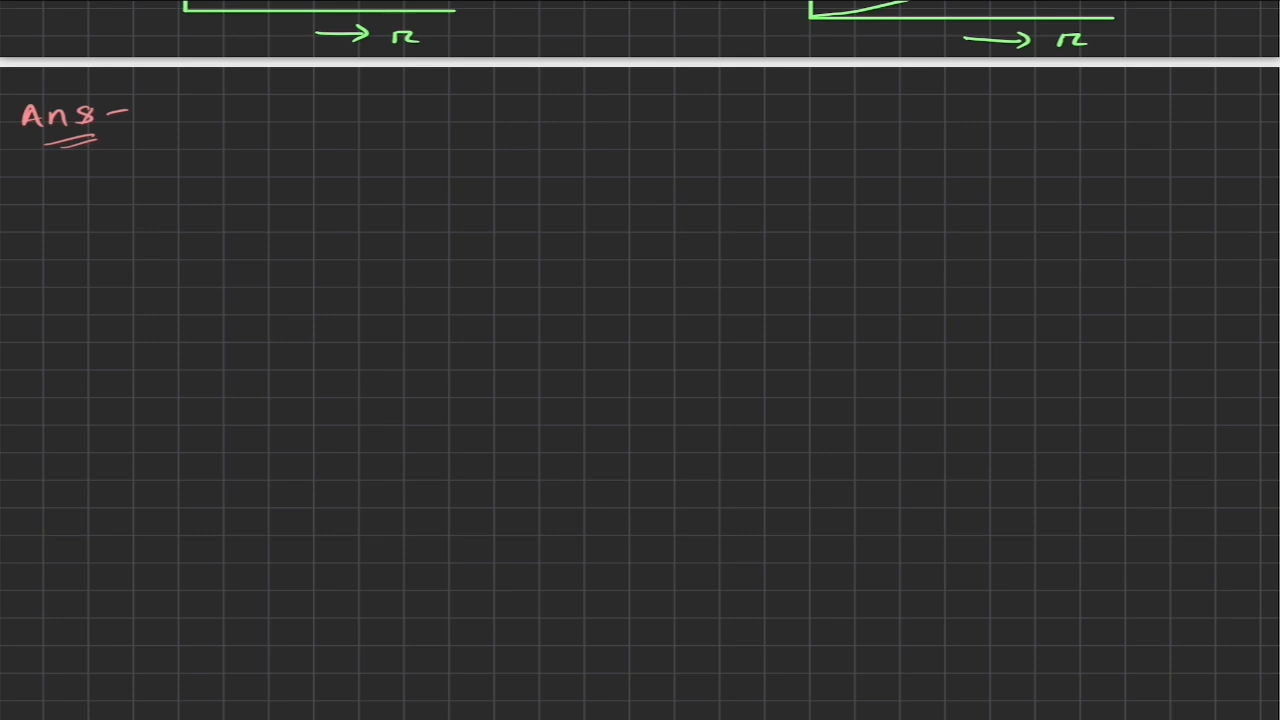 → r → r
Ans -